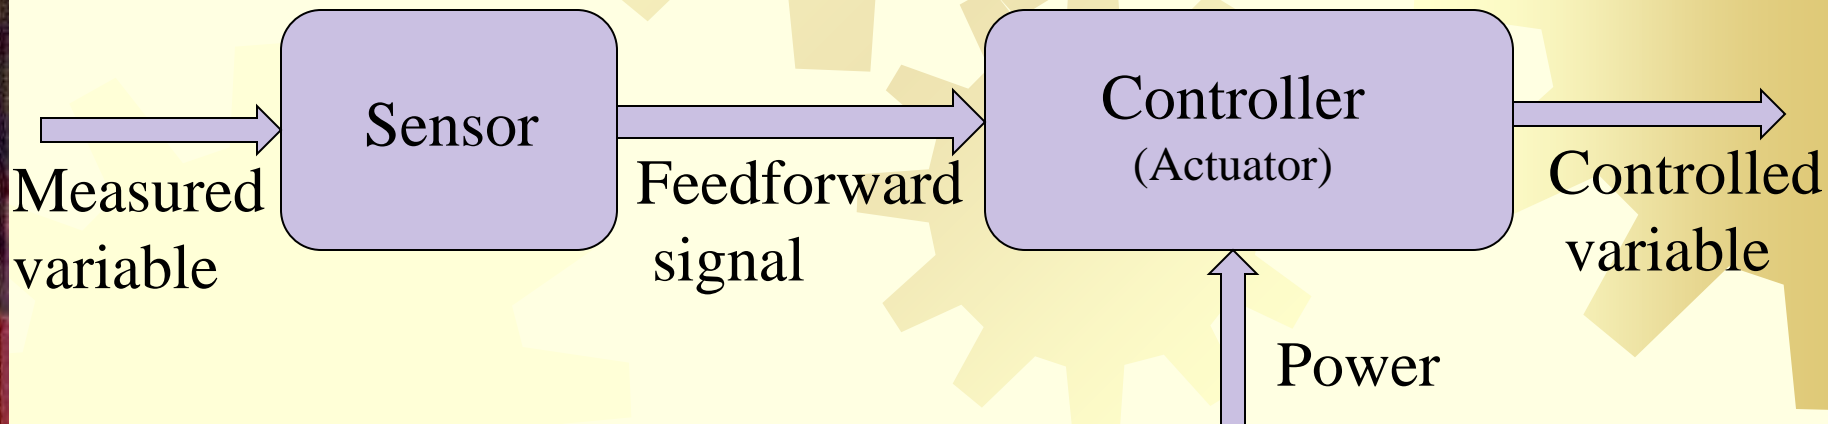 Measured
variable
Sensor
Feedforward
signal
Controller
(Actuator)
Controlled
variable
Power